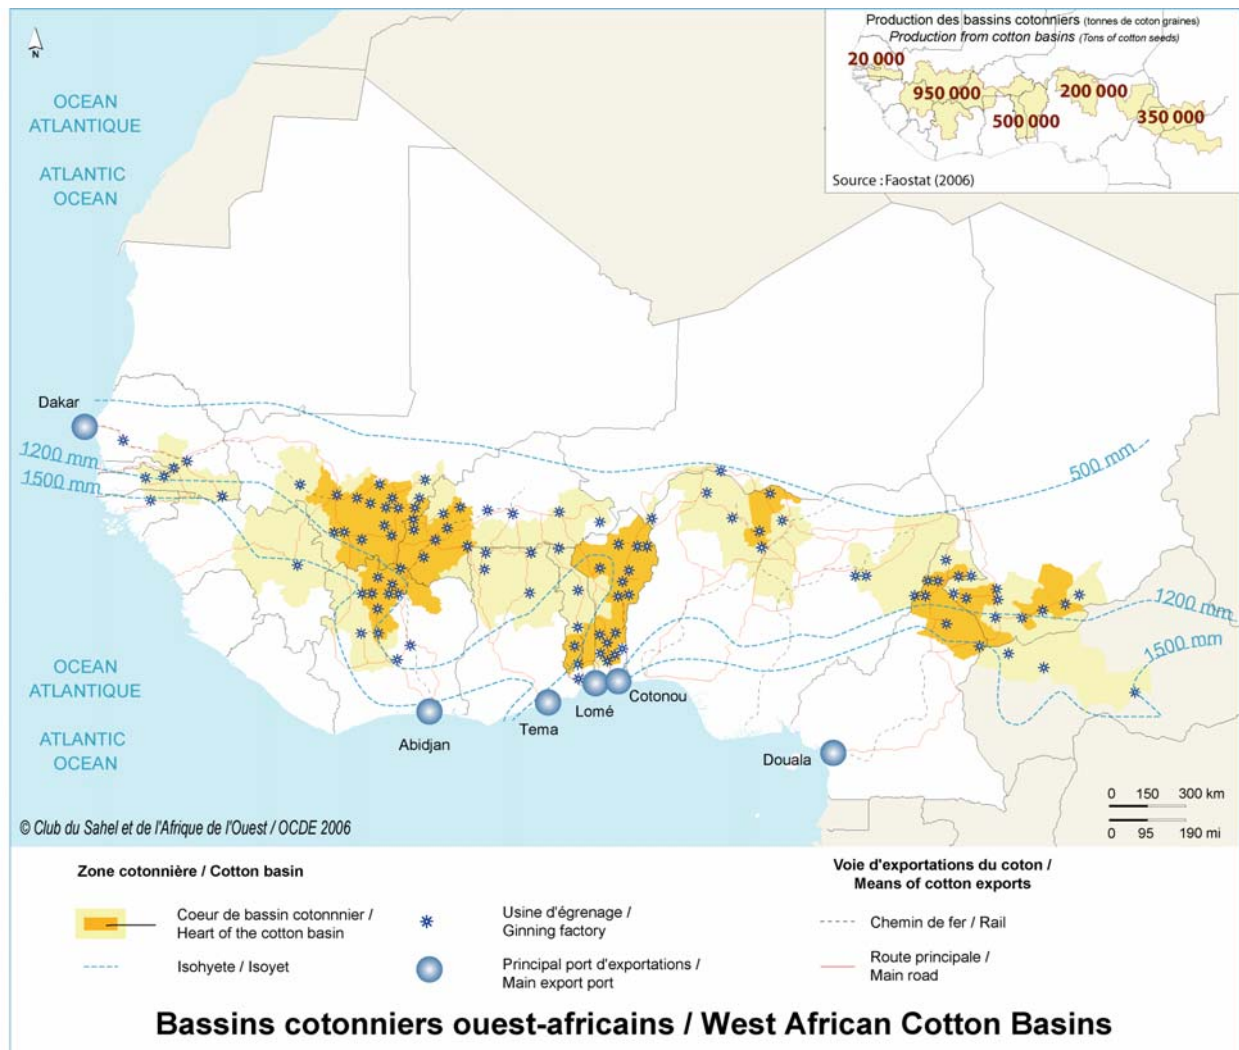 Production des bassins cotonniers (tonnes de coton graines)
Production from cotton basins (Tons of cotton seeds)
20 000
950 000
200 000
500 000
350 000
Source : Faostat (2006)
N
OCEAN
ATLANTIQUE
ATLANTIC
OCEAN
Dakar
1200 mm
1500 mm
500 mm
1200 mm
1500 mm
OCEAN
ATLANTIQUE
ATLANTIC
OCEAN
Abidjan
Tema
Lomé
Cotonou
Douala
0 150 300 km
0 95 190 mi
© Club du Sahel et de l'Afrique de l'Ouest / OCDE 2006
Zone cotonnière / Cotton basin
Coeur de bassin cotonnnier /
Heart of the cotton basin
Isohyete / Isoyet
Usine d'égrenage /
Ginning factory
Principal port d'exportations /
Main export port
Voie d'exportations du coton /
Means of cotton exports
Chemin de fer / Rail
Route principale /
Main road
Bassins cotonniers ouest-africains / West African Cotton Basins